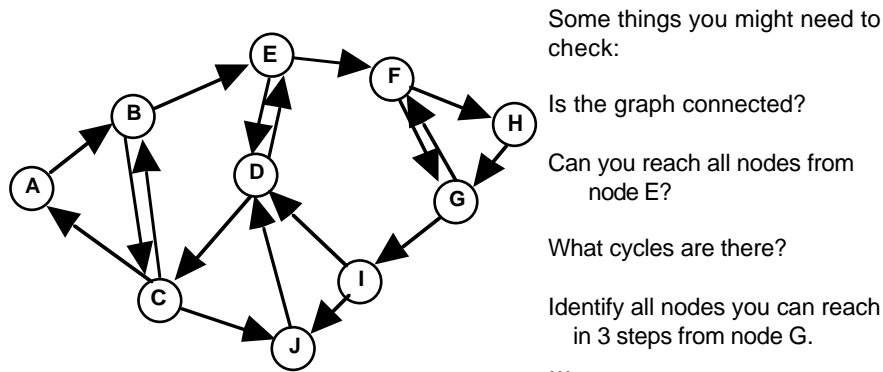 Some things you might need to
check:
E
F
Is the graph connected?
B
H
Can you reach all nodes from
node E?
A
D
G
What cycles are there?
I
C
Identify all nodes you can reach
in 3 steps from node G.
J